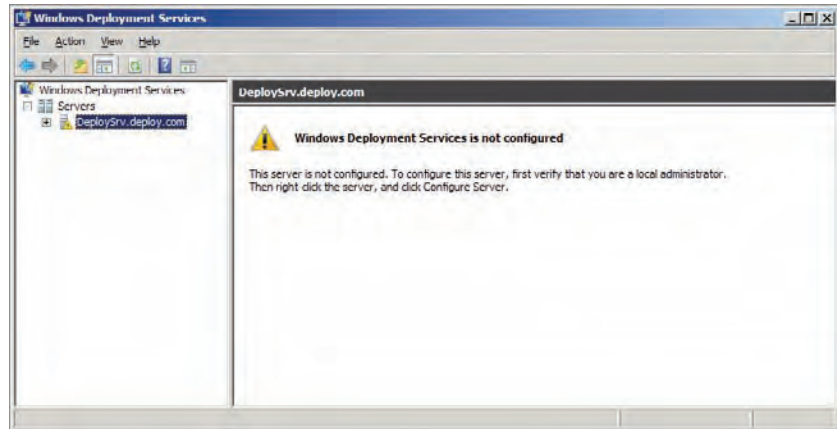 Windows Deployment Services
File Action View Help
Windows Deployment Services
Servers
DeploySrv.deploy.com
DeploySrv.deploy.com
Windows Deployment Services is not configured
This server is not configured. To configure this server, first verify that you are a local administrator.
Then right click the server, and click Configure Server.